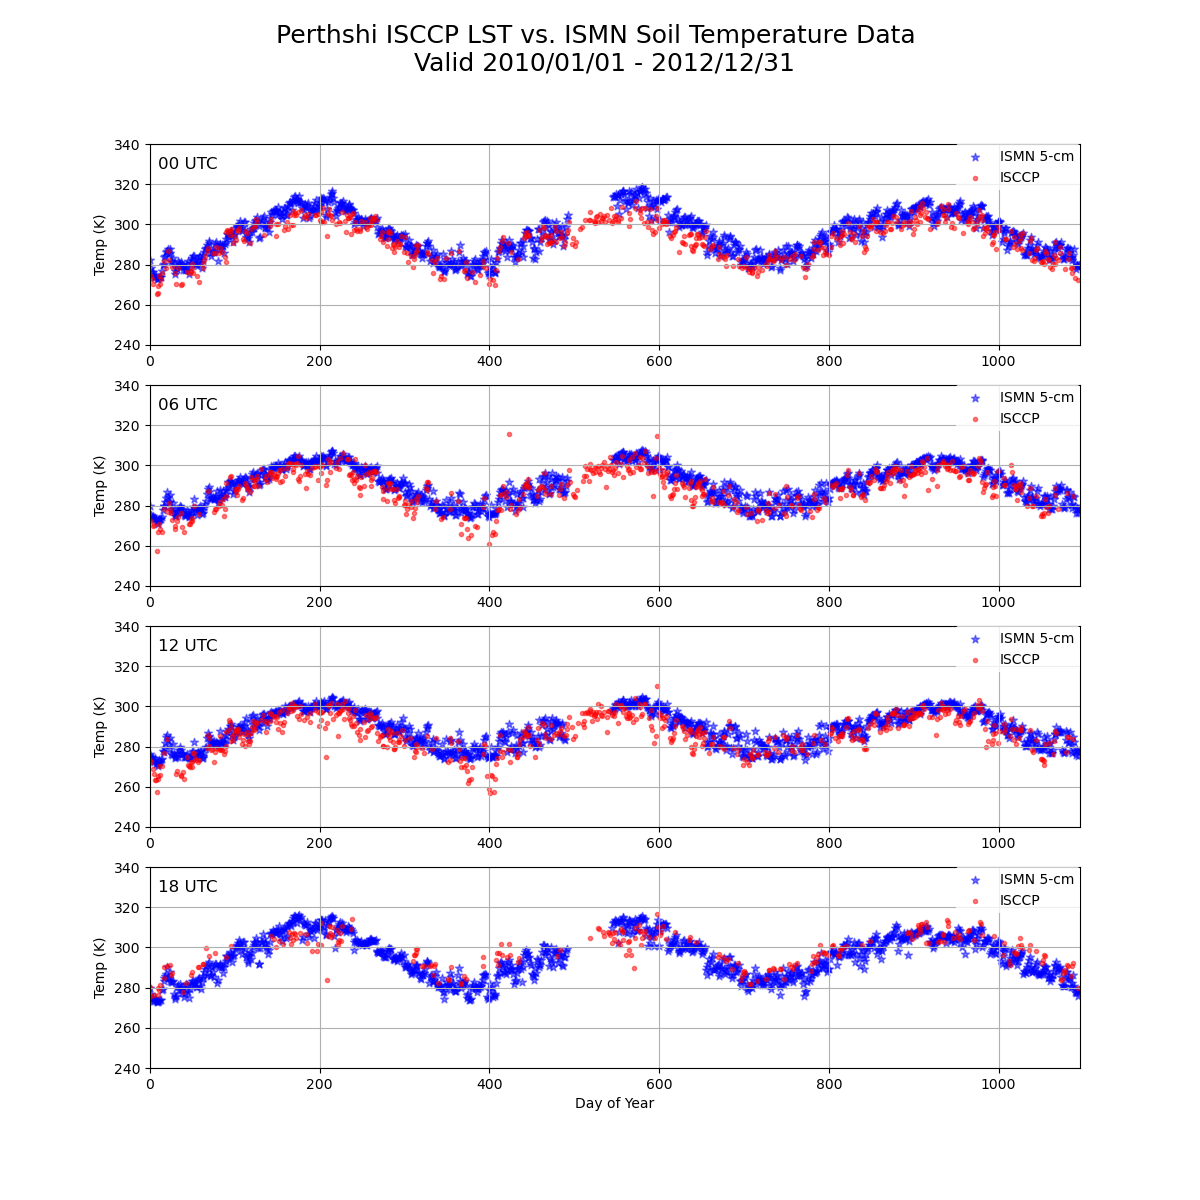 Perthshi ISCCP LST vs. ISMN Soil Temperature Data
Valid 2010/01/01 - 2012/12/31
340
320
300
280
260
240
Temp (K)
00 UTC
ISMN 5-cm
ISCCP
0 200 400 600 800 1000
340
320
300
280
260
240
Temp (K)
06 UTC
ISMN 5-cm
ISCCP
0 200 400 600 800 1000
340
320
300
280
260
240
Temp (K)
12 UTC
ISMN 5-cm
ISCCP
0 200 400 600 800 1000
340
320
300
280
260
240
Temp (K)
18 UTC
ISMN 5-cm
ISCCP
0 200 400 600 800 1000
Day of Year